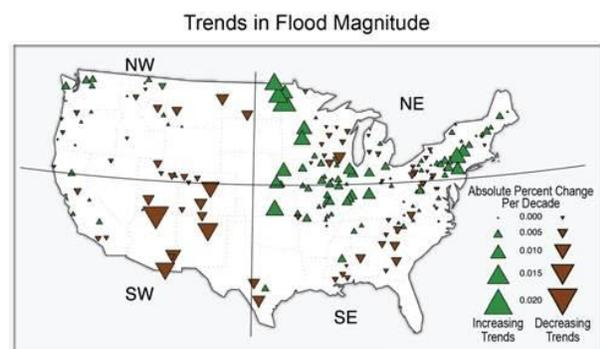 Trends in Flood Magnitude
NW
NE
SW
SE
Absolute Percent Change
Per Decade
0.000
0.005
0.010
0.015
0.020
Increasing Decreasing
Trends Trends